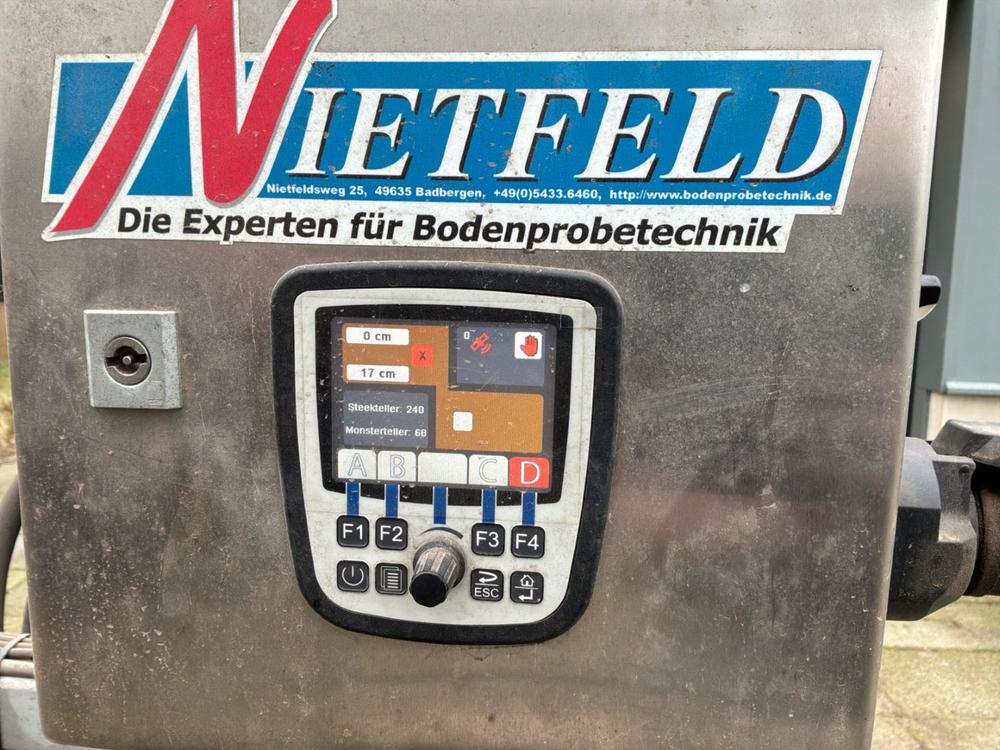 NIETFELD
Nietfeldsweg 25, 49635 Badbergen, +49(0)5433.6460, http://www.bodenprobetechnik.de
Die Experten für Bodenprobetechnik
0 cm
X
17 cm
0
Steekteller: 240
Monsterteller: 68
A B C D
F1 F2 F3 F4
ESC